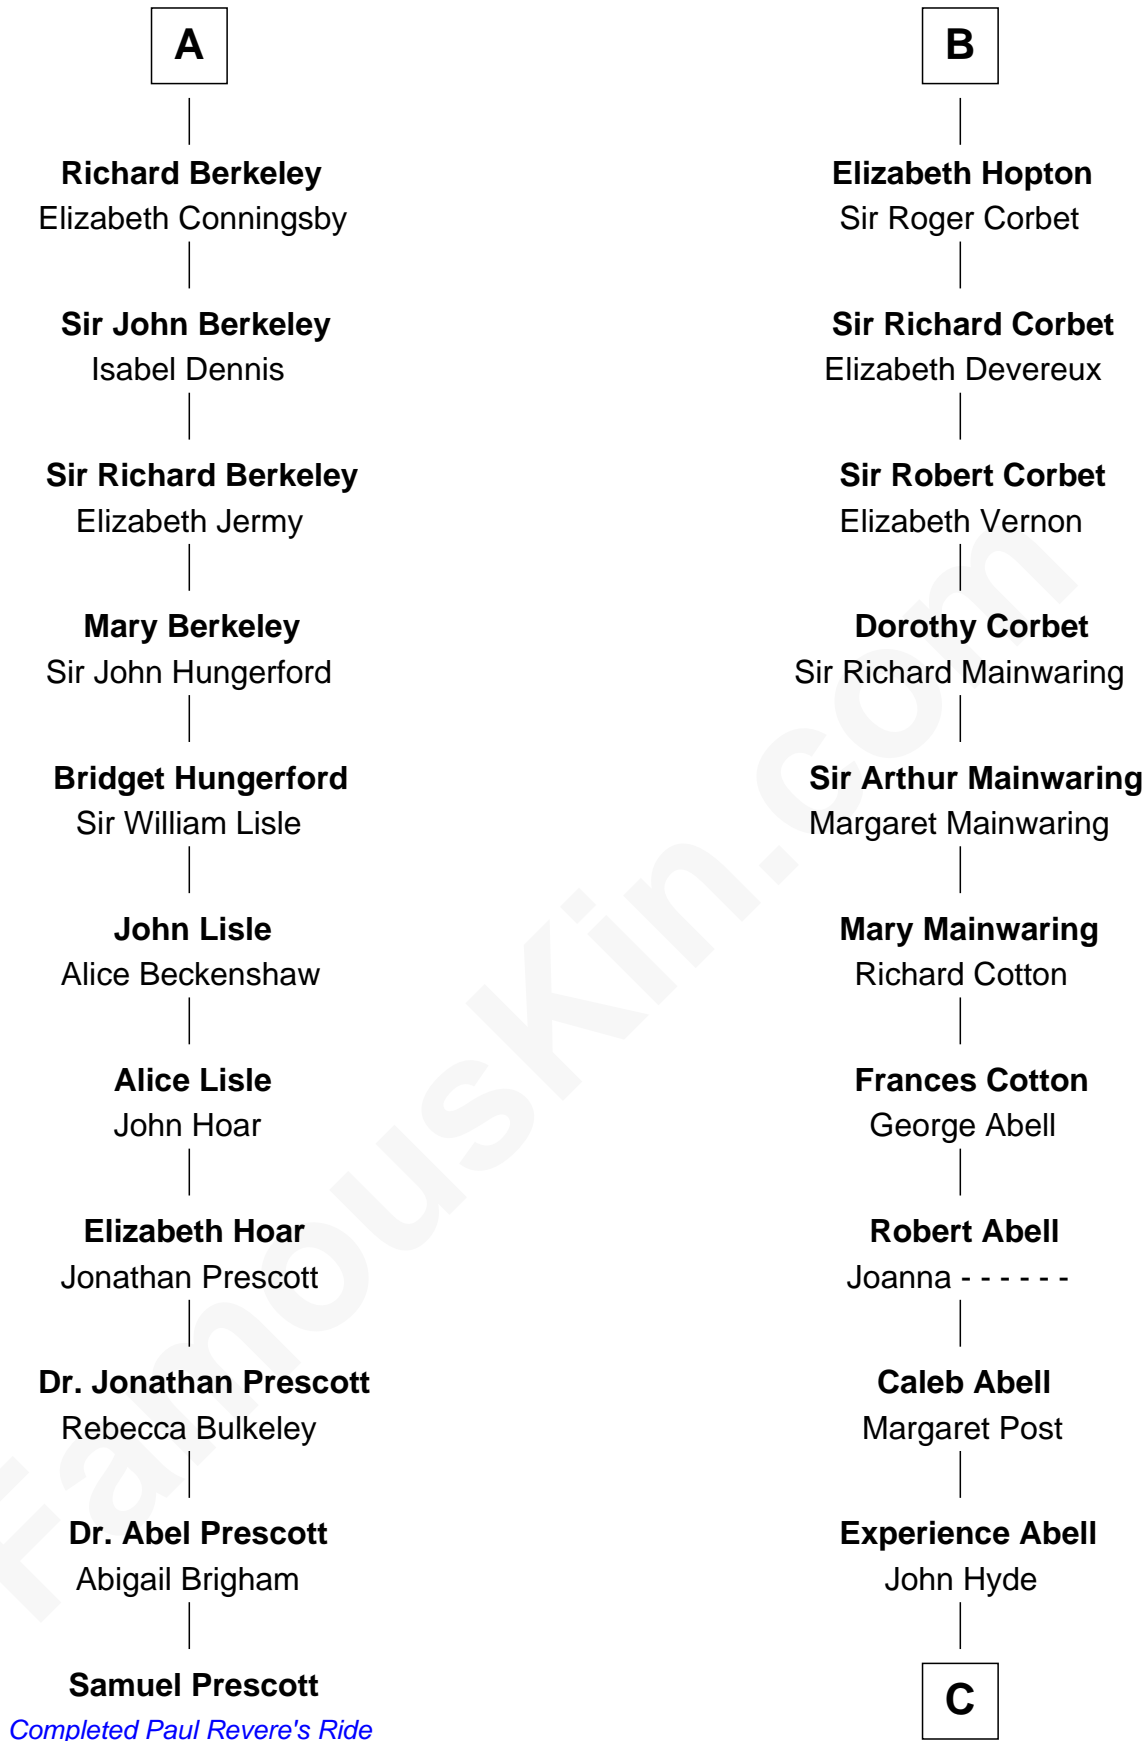 A
Richard Berkeley
Elizabeth Conningsby
Sir John Berkeley
Isabel Dennis
Sir Richard Berkeley
Elizabeth Jermy
Mary Berkeley
Sir John Hungerford
Bridget Hungerford
Sir William Lisle
John Lisle
Alice Beckenshaw
Alice Lisle
John Hoar
Elizabeth Hoar
Jonathan Prescott
Dr. Jonathan Prescott
Rebecca Bulkeley
Dr. Abel Prescott
Abigail Brigham
Samuel Prescott
Completed Paul Revere's Ride
B
Elizabeth Hopton
Sir Roger Corbet
Sir Richard Corbet
Elizabeth Devereux
Sir Robert Corbet
Elizabeth Vernon
Dorothy Corbet
Sir Richard Mainwaring
Sir Arthur Mainwaring
Margaret Mainwaring
Mary Mainwaring
Richard Cotton
Frances Cotton
George Abell
Robert Abell
Joanna - - - - - -
Caleb Abell
Margaret Post
Experience Abell
John Hyde
C
FamousKin.com